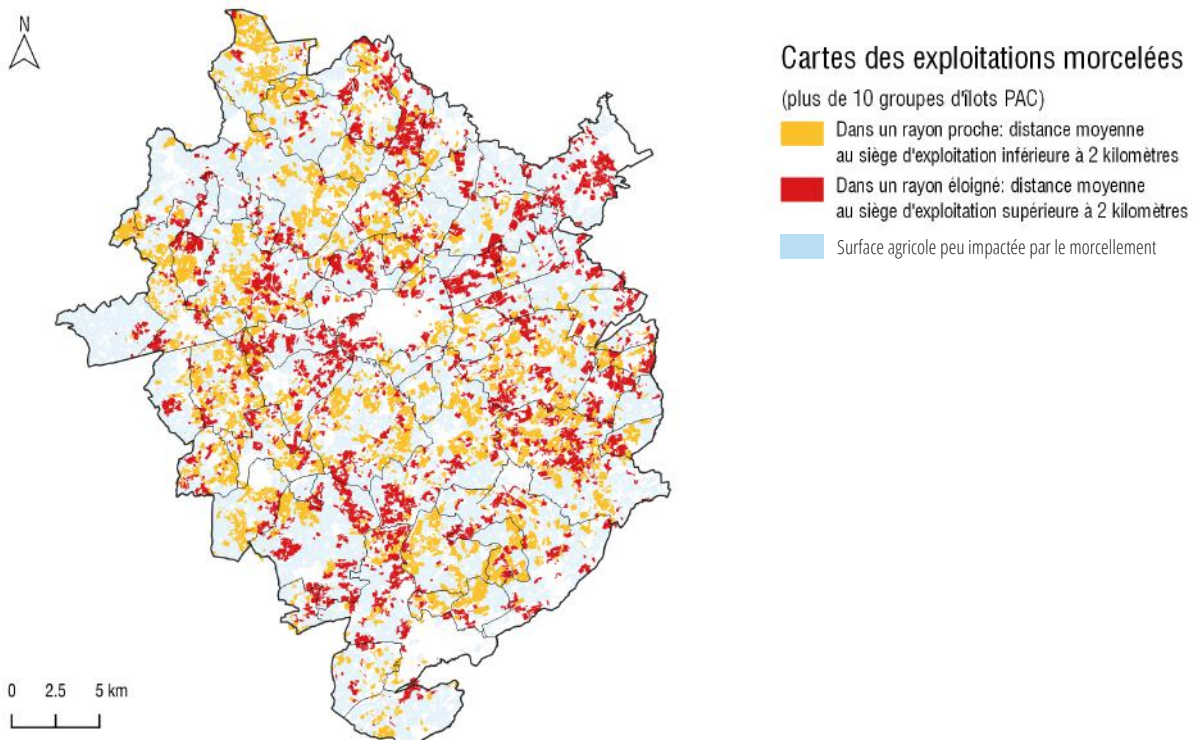 N
Cartes des exploitations morcelées
(plus de 10 groupes d'îlots PAC)
Dans un rayon proche: distance moyenne
au siège d'exploitation inférieure à 2 kilomètres
Dans un rayon éloigné: distance moyenne
au siège d'exploitation supérieure à 2 kilomètres
Surface agricole peu impactée par le morcellement
0 2.5 5 km